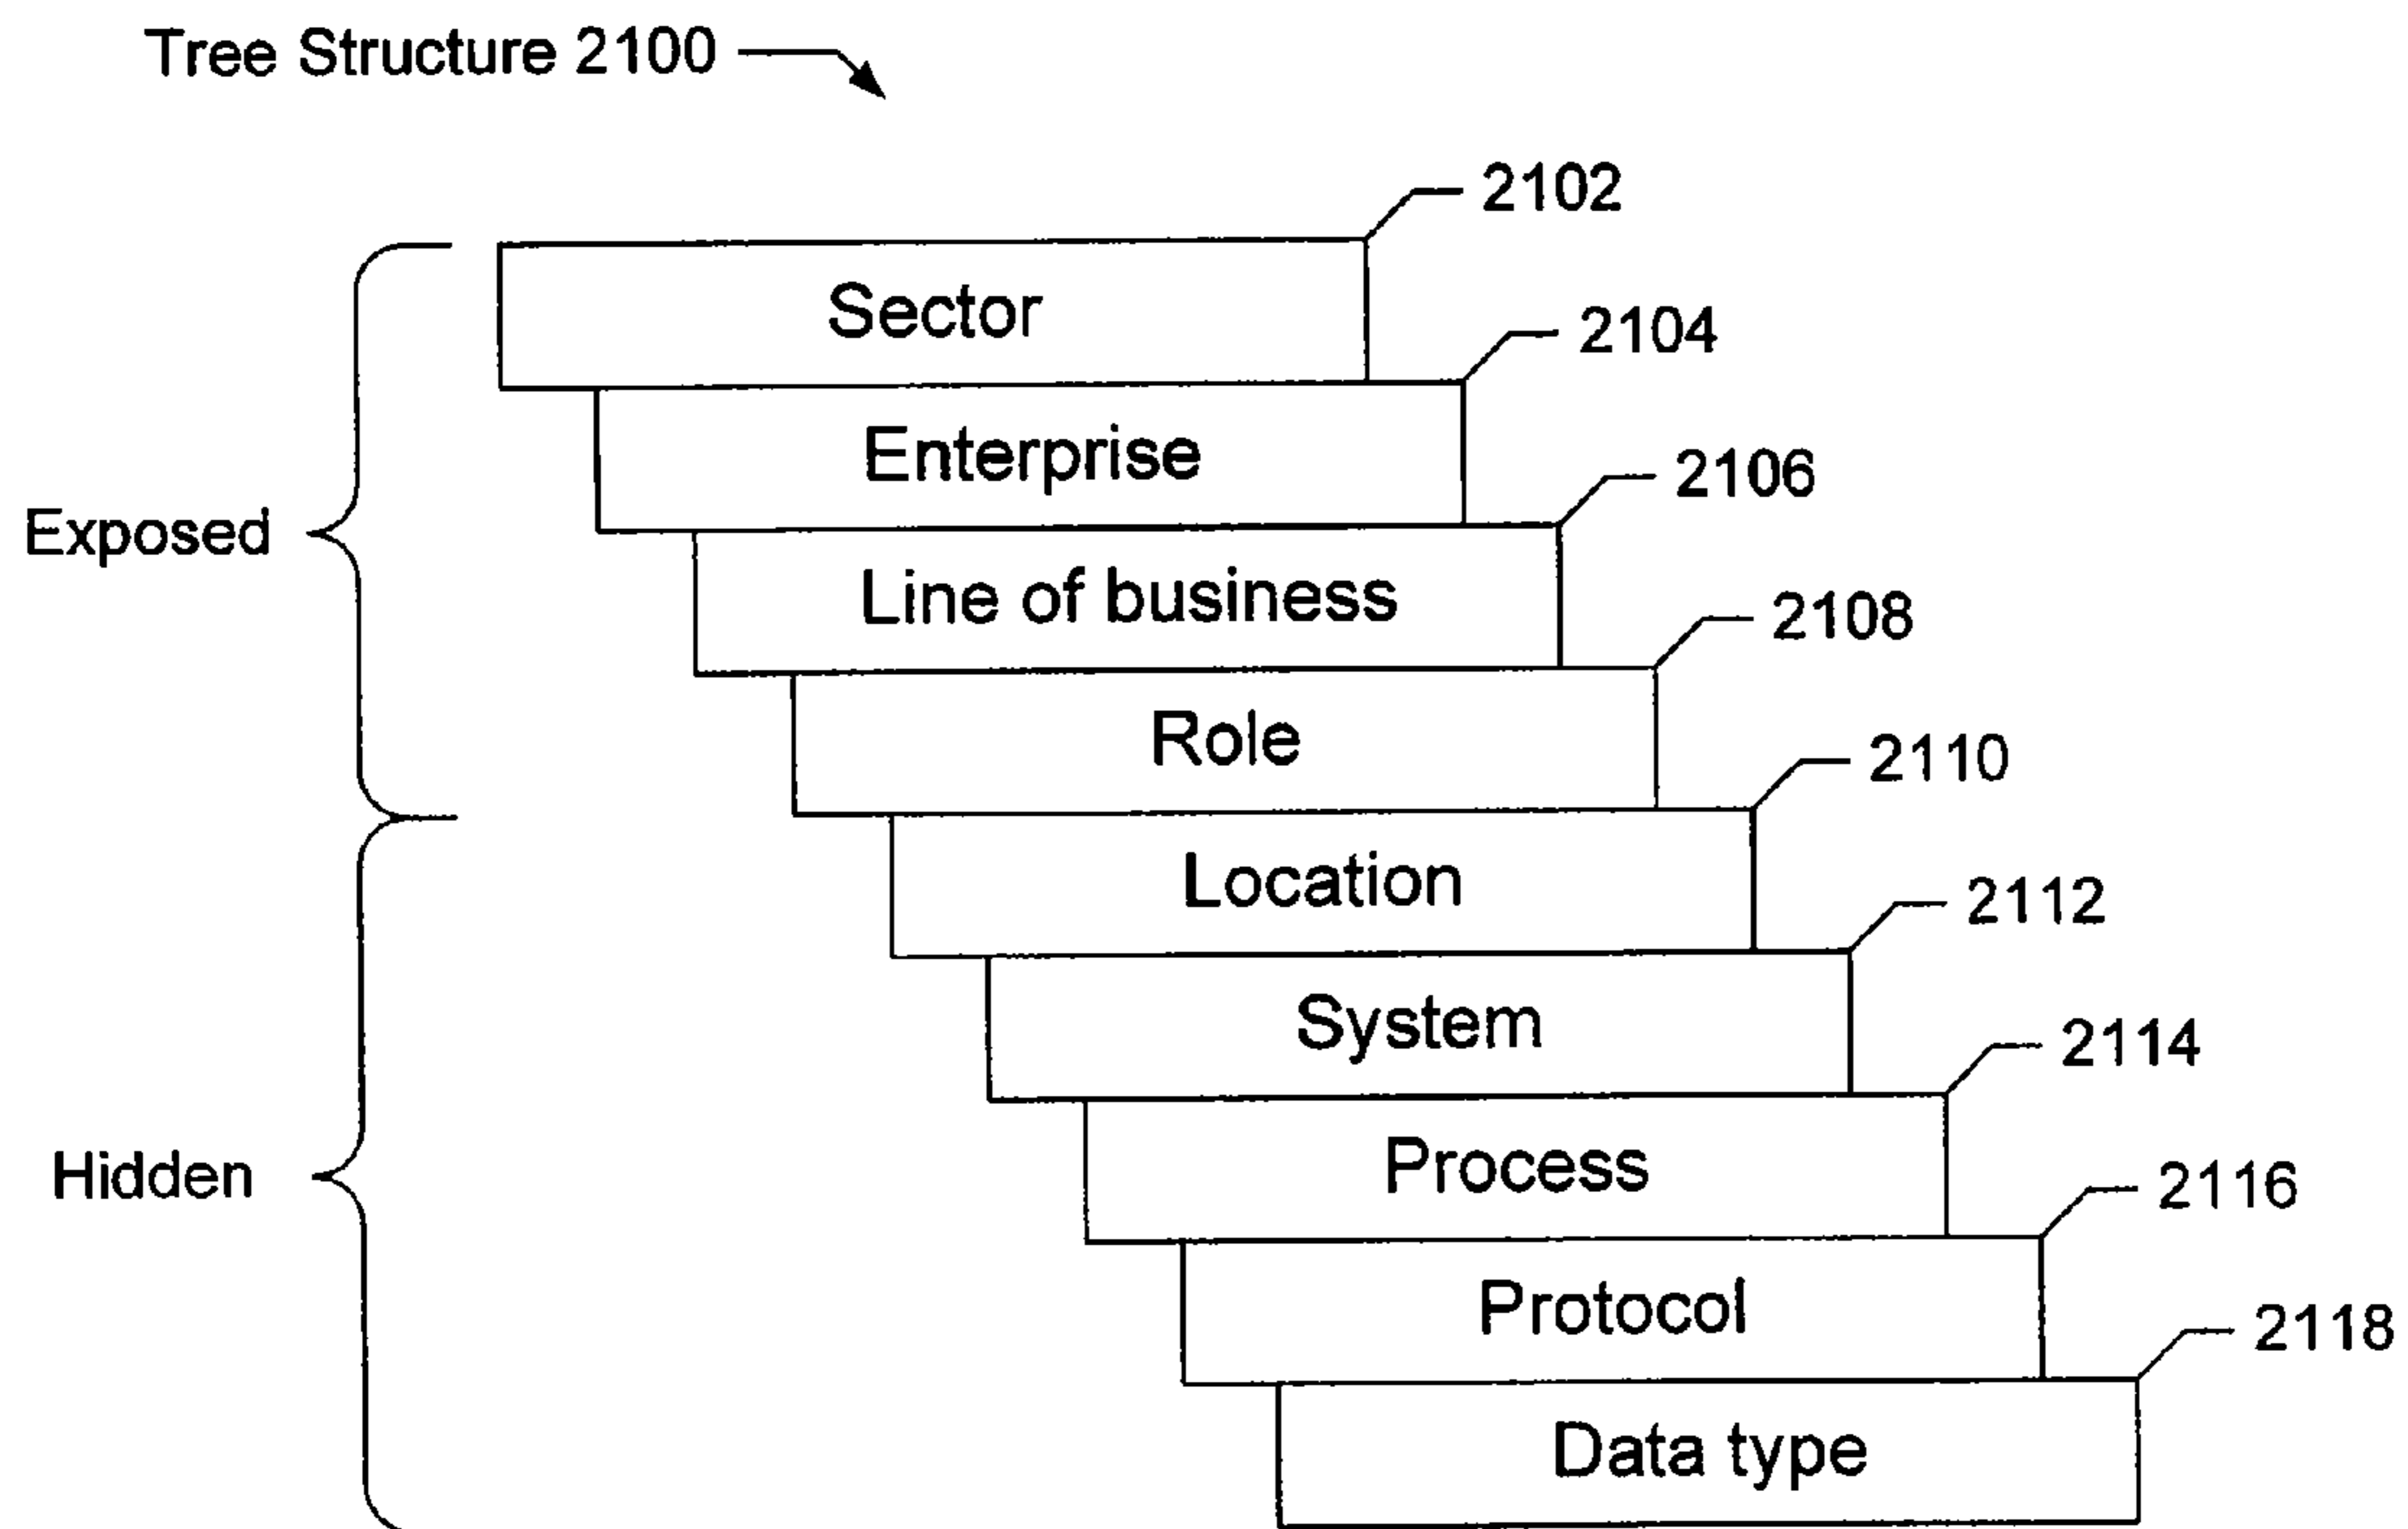 Tree Structure 2100
2102
Sector
2104
Enterprise
2106
Exposed
Line of business
2108
Role
2110
Location
2112
System
2114
Hidden
Process
2116
Protocol
2118
Data type